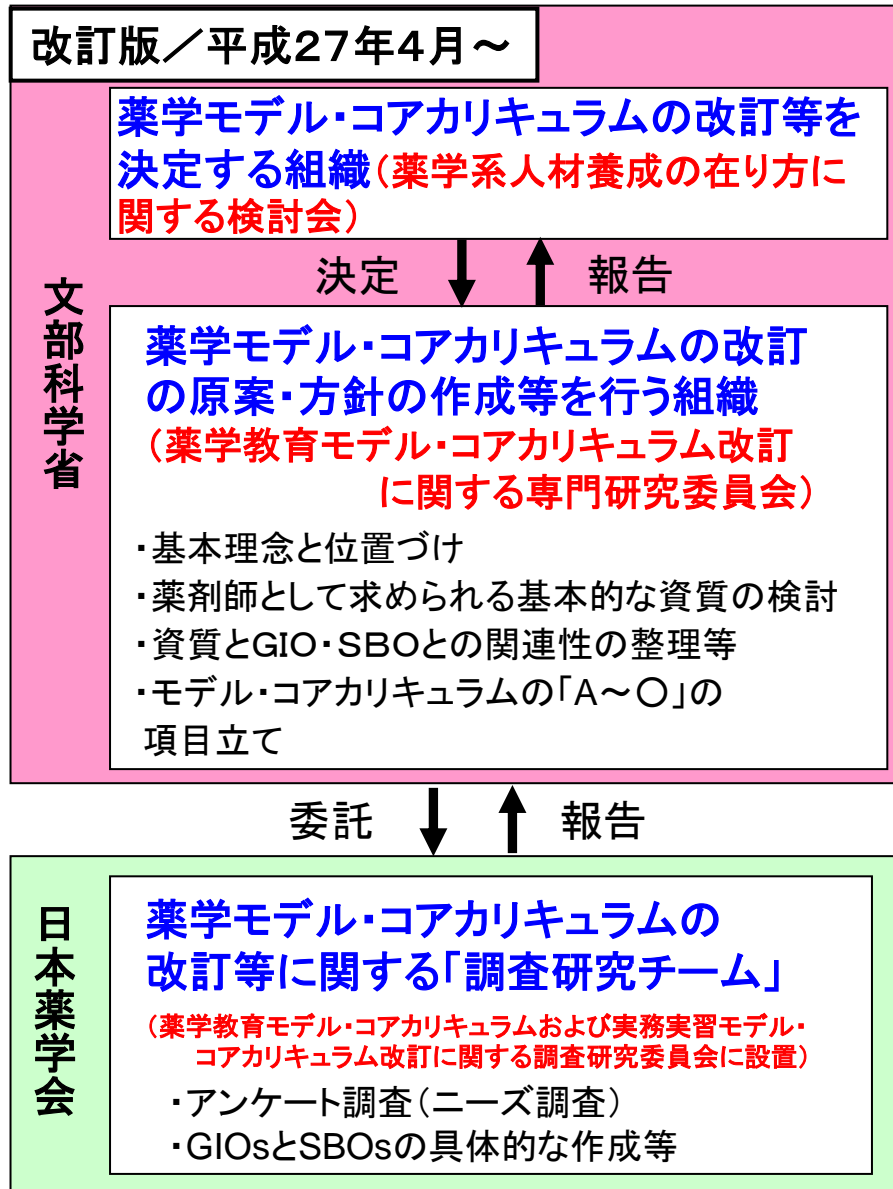 改訂版／平成２７年４月～
薬学モデル・コアカリキュラムの改訂等を
決定する組織（薬学系人材養成の在り方に
関する検討会）
決定
報告
文部科学省
薬学モデル・コアカリキュラムの改訂
の原案・方針の作成等を行う組織
（薬学教育モデル・コアカリキュラム改訂
に関する専門研究委員会）
・基本理念と位置づけ
・薬剤師として求められる基本的な資質の検討
・資質とGIO・SBOとの関連性の整理等
・モデル・コアカリキュラムの「A～〇」の
項目立て
委託
報告
日本薬学会
薬学モデル・コアカリキュラムの
改訂等に関する「調査研究チーム」
（薬学教育モデル・コアカリキュラムおよび実務実習モデル・
コアカリキュラム改訂に関する調査研究委員会に設置）
・アンケート調査（ニーズ調査）
・GIOsとSBOsの具体的な作成等